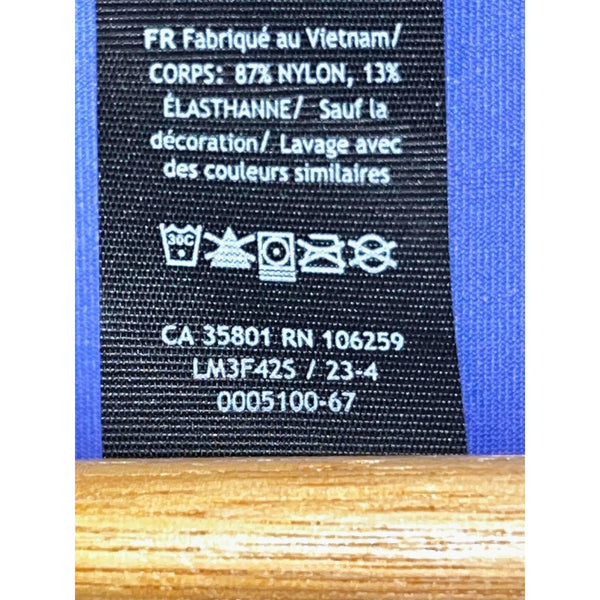 FR Fabriqué au Vietnam/
CORPS: 87% NYLON, 13%
ÉLASTHANNE/ Sauf la
décoration/ Lavage avec
des couleurs similaires
30C
CA 35801 RN 106259
LM3F42S / 23-4
0005100-67